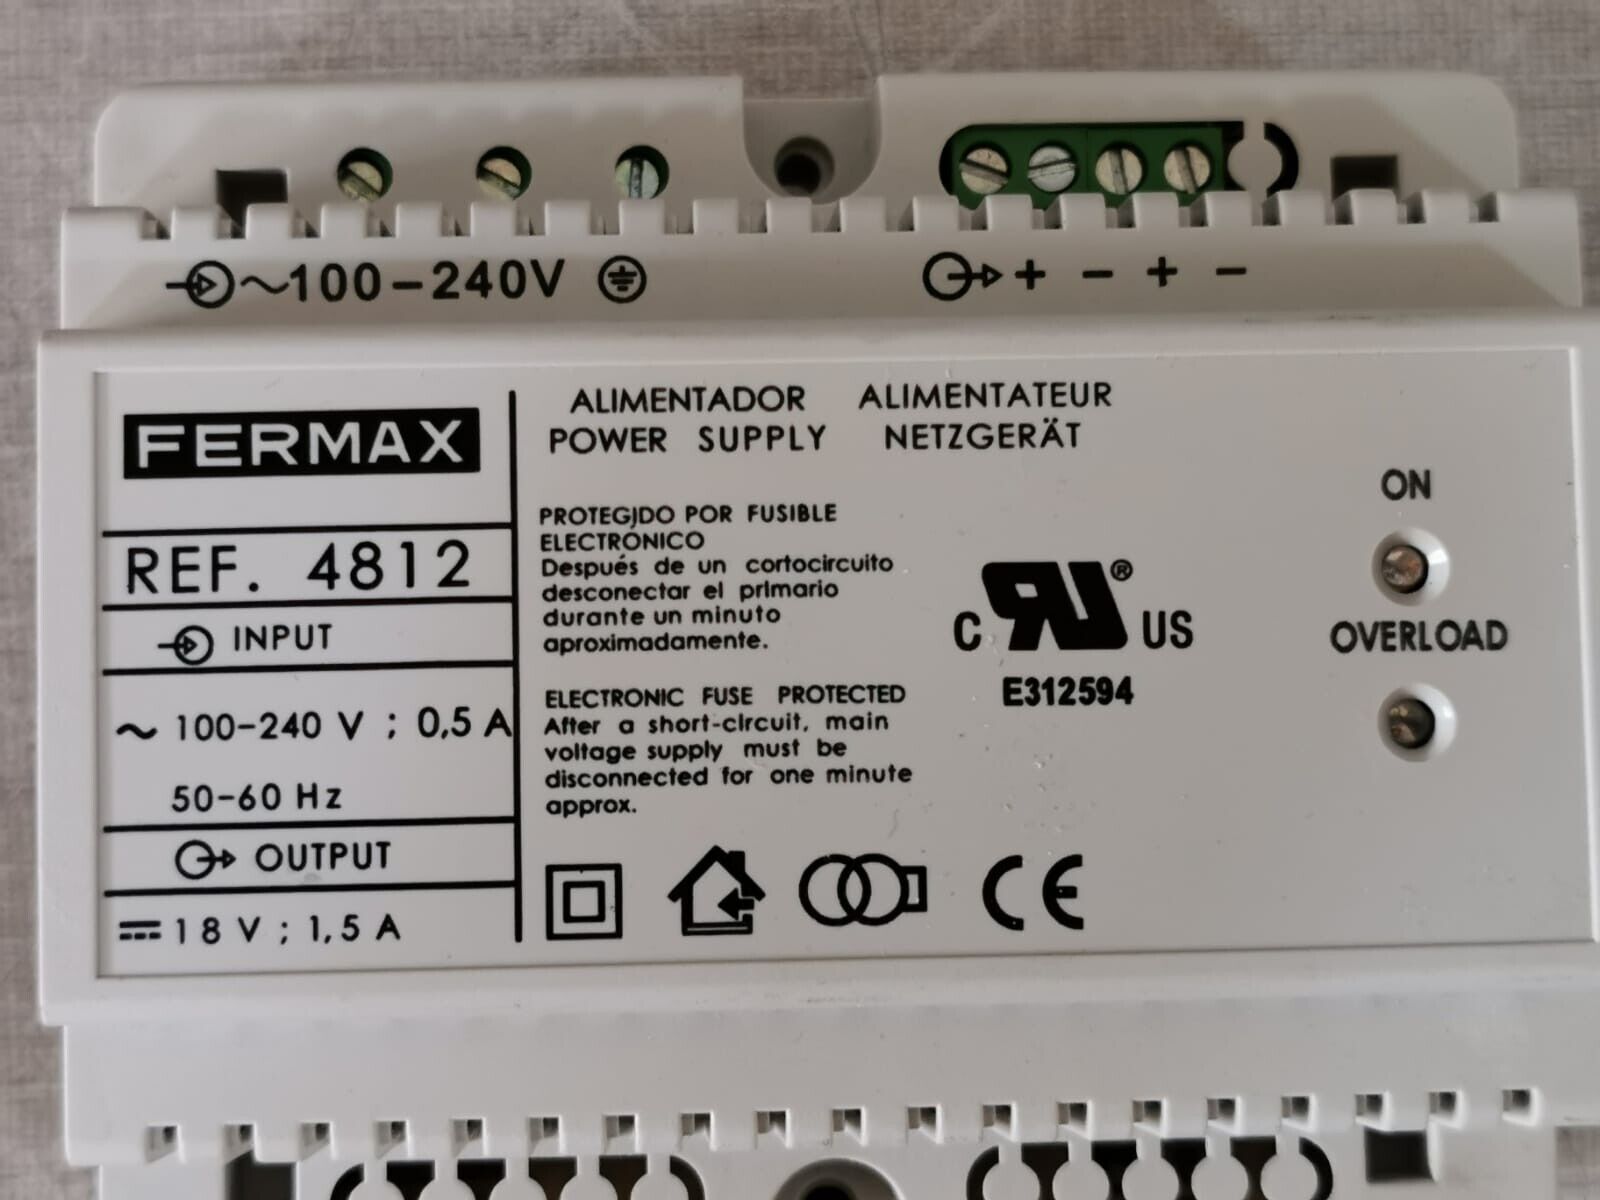 ~100-240V
+ - + -
FERMAX
REF. 4812
INPUT
~ 100-240 V ; 0,5 A
50-60 Hz
OUTPUT
18 V ; 1,5 A
ALIMENTADOR ALIMENTATEUR
POWER SUPPLY NETZGERÄT
PROTEGIDO POR FUSIBLE
ELECTRONICO
Después de un cortocircuito
desconectar el primario
durante un minuto
aproximadamente.
ELECTRONIC FUSE PROTECTED
After a short-circuit, main
voltage supply must be
disconnected for one minute
approx.
C RU® US
E312594
CE
ON
OVERLOAD